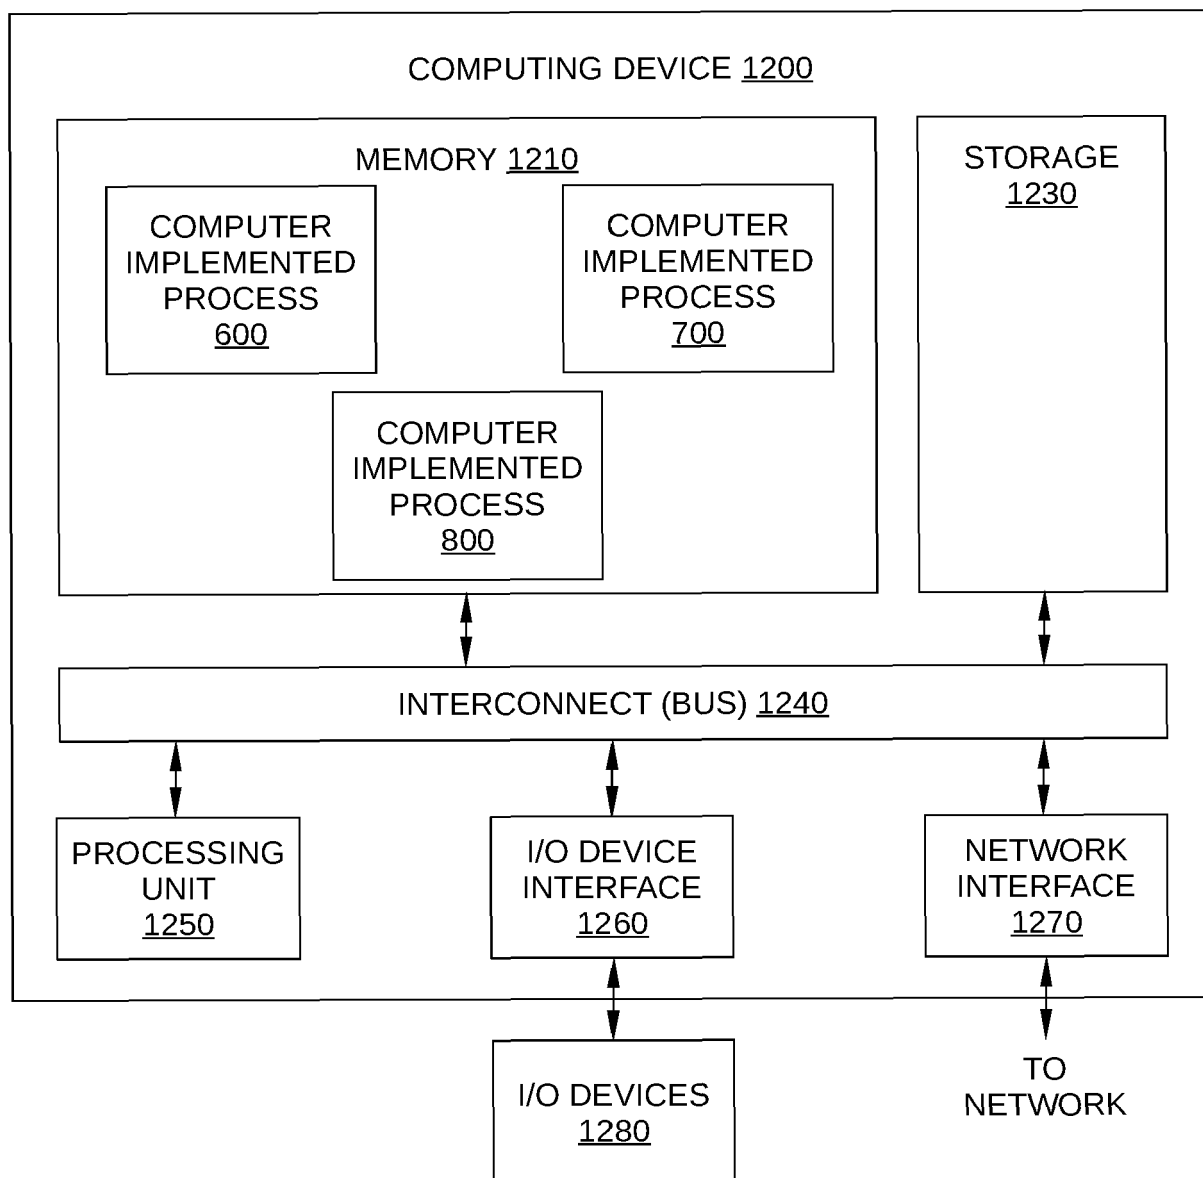 COMPUTING DEVICE 1200
MEMORY 1210
COMPUTER
IMPLEMENTED
PROCESS
600
COMPUTER
IMPLEMENTED
PROCESS
700
COMPUTER
IMPLEMENTED
PROCESS
800
STORAGE
1230
INTERCONNECT (BUS) 1240
PROCESSING
UNIT
1250
I/O DEVICE
INTERFACE
1260
NETWORK
INTERFACE
1270
I/O DEVICES
1280
TO
NETWORK